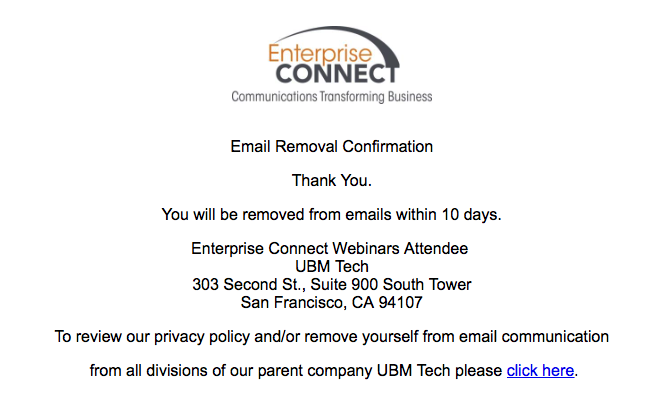 Enterprise
CONNECT
Communications Transforming Business
Email Removal Confirmation
Thank You.
You will be removed from emails within 10 days.
Enterprise Connect Webinars Attendee
UBM Tech
303 Second St., Suite 900 South Tower
San Francisco, CA 94107
To review our privacy policy and/or remove yourself from email communication
from all divisions of our parent company UBM Tech please click here.